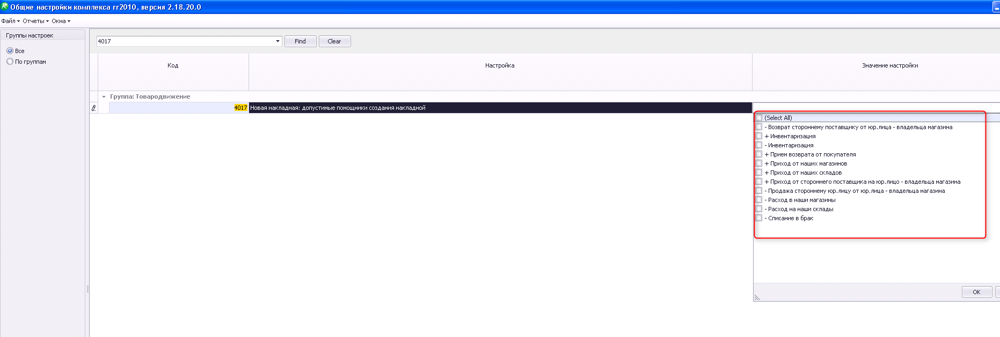 Общие настройки комплекса rr2010, версия 2.18.20.0
Файл Отчеты Окна
Группы настроек
Все
По группам
4017 Find Clear
Код Настройка Значение настройки
Группа: Товародвижение
4017 Новая накладная: допустимые помощники создания накладной
(Select All)
- Возврат стороннему поставщику от юр.лица - владельца магазина
+ Инвентаризация
- Инвентаризация
+ Прием возврата от покупателя
+ Приход от наших магазинов
+ Приход от наших складов
+ Приход от стороннего поставщика на юр.лицо - владельца магазина
- Продажа стороннему юр.лицу от юр.лица - владельца магазина
- Расход в наши магазины
- Расход на наши склады
- Списание в брак
OK